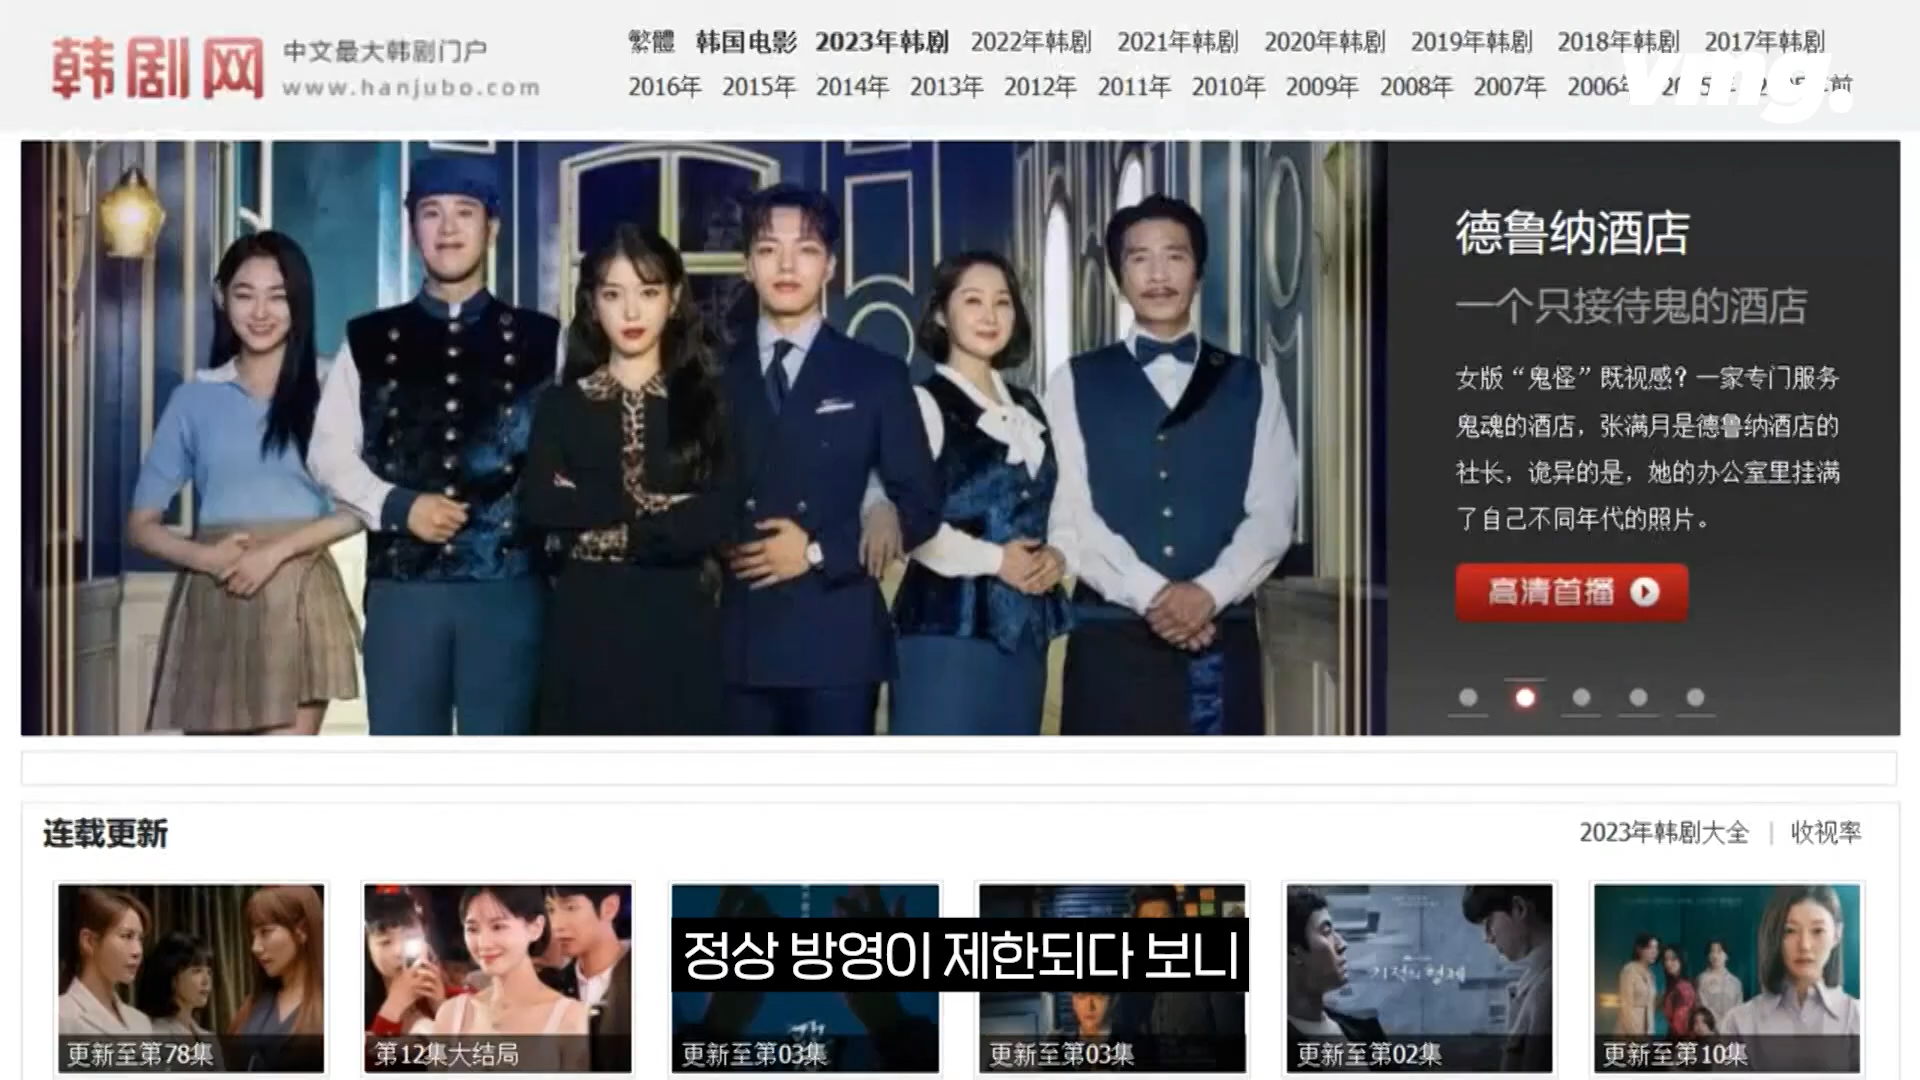 韩剧网
中文最大韩剧门户
www.hanjubo.com
繁體 韩国电影 2023年韩剧 2022年韩剧 2021年韩剧 2020年韩剧 2019年韩剧 2018年韩剧 2017年韩剧
2016年 2015年 2014年 2013年 2012年 2011年 2010年 2009年 2008年 2007年 2006年
vmg.
德鲁纳酒店
一个只接待鬼的酒店
女版“鬼怪”既视感？一家专门服务
鬼魂的酒店，张满月是德鲁纳酒店的
社长，诡异的是，她的办公室里挂满
了自己不同年代的照片。
高清首播
连载更新
2023年韩剧大全 | 收视率
기적의 형제
정상 방영이 제한되다 보니
更新至第78集
第12集大结局
更新至第03集
更新至第03集
更新至第02集
更新至第10集